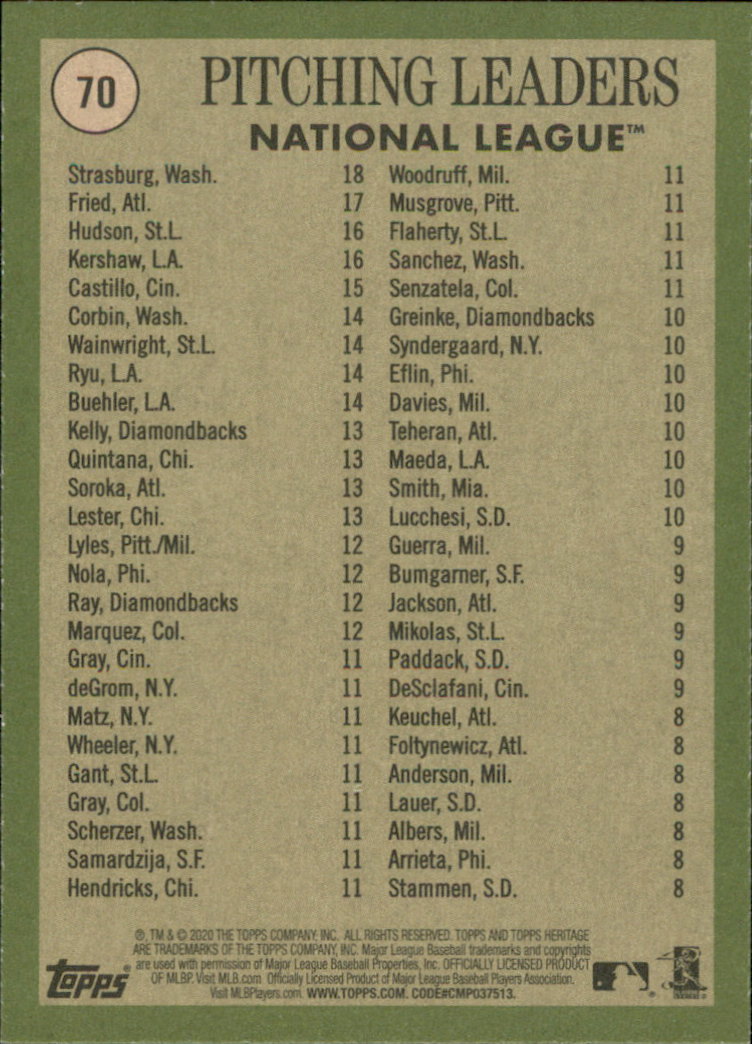 70
PITCHING LEADERS
NATIONAL LEAGUE™
Strasburg, Wash. 18
Fried, Atl. 17
Hudson, St.L. 16
Kershaw, L.A. 16
Castillo, Cin. 15
Corbin, Wash. 14
Wainwright, St.L. 14
Ryu, L.A. 14
Buehler, L.A. 14
Kelly, Diamondbacks 13
Quintana, Chi. 13
Soroka, Atl. 13
Lester, Chi. 13
Lyles, Pitt./Mil. 12
Nola, Phi. 12
Ray, Diamondbacks 12
Marquez, Col. 12
Gray, Cin. 11
deGrom, N.Y. 11
Matz, N.Y. 11
Wheeler, N.Y. 11
Gant, St.L. 11
Gray, Col. 11
Scherzer, Wash. 11
Samardzija, S.F. 11
Hendricks, Chi. 11
Woodruff, Mil. 11
Musgrove, Pitt. 11
Flaherty, St.L. 11
Sanchez, Wash. 11
Senzatela, Col. 11
Greinke, Diamondbacks 10
Syndergaard, N.Y. 10
Eflin, Phi. 10
Davies, Mil. 10
Teheran, Atl. 10
Maeda, L.A. 10
Smith, Mia. 10
Lucchesi, S.D. 10
Guerra, Mil. 9
Bumgarner, S.F. 9
Jackson, Atl. 9
Mikolas, St.L. 9
Paddack, S.D. 9
DeSclafani, Cin. 9
Keuchel, Atl. 8
Foltynewicz, Atl. 8
Anderson, Mil. 8
Lauer, S.D. 8
Albers, Mil. 8
Arrieta, Phi. 8
Stammen, S.D. 8
®, TM & © 2020 THE TOPPS COMPANY, INC. ALL RIGHTS RESERVED. TOPPS AND TOPPS HERITAGE
ARE TRADEMARKS OF THE TOPPS COMPANY, INC. Major League Baseball trademarks and copyrights
are used with permission of Major League Baseball Properties, Inc. OFFICIALLY LICENSED PRODUCT
OF MLBP. Visit MLB.com. Officially Licensed Product of Major League Baseball Players Association.
Visit MLBPlayers.com. WWW.TOPPS.COM. CODE#CMP037513.
Topps®